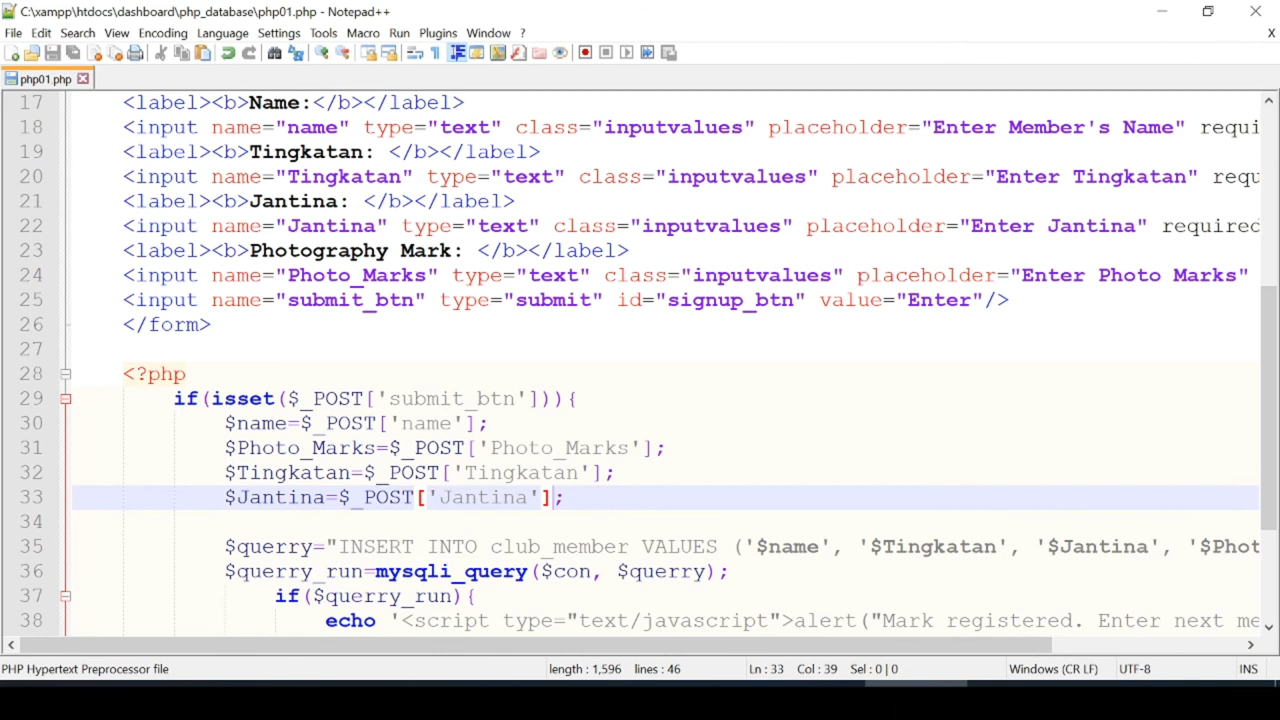 C:\xampp\htdocs\dashboard\php_database\php01.php - Notepad++
File Edit Search View Encoding Language Settings Tools Macro Run Plugins Window ? X
php01.php
17 <label><b>Name:</b></label>
18 <input name="name" type="text" class="inputvalues" placeholder="Enter Member's Name" requi
19 <label><b>Tingkatan: </b></label>
20 <input name="Tingkatan" type="text" class="inputvalues" placeholder="Enter Tingkatan" requ
21 <label><b>Jantina: </b></label>
22 <input name="Jantina" type="text" class="inputvalues" placeholder="Enter Jantina" required
23 <label><b>Photography Mark: </b></label>
24 <input name="Photo_Marks" type="text" class="inputvalues" placeholder="Enter Photo Marks"
25 <input name="submit_btn" type="submit" id="signup_btn" value="Enter"/>
26 </form>
27
28 <?php
29 if(isset($_POST['submit_btn'])){
30 $name=$_POST['name'];
31 $Photo_Marks=$_POST['Photo_Marks'];
32 $Tingkatan=$_POST['Tingkatan'];
33 $Jantina=$_POST['Jantina'];
34
35 $querry="INSERT INTO club_member VALUES ('$name', '$Tingkatan', '$Jantina', '$Phot
36 $querry_run=mysqli_query($con, $querry);
37 if($querry_run){
38 echo '<script type="text/javascript">alert("Mark registered. Enter next me
PHP Hypertext Preprocessor file length : 1,596 lines : 46 Ln : 33 Col : 39 Sel : 0 | 0 Windows (CR LF) UTF-8 INS